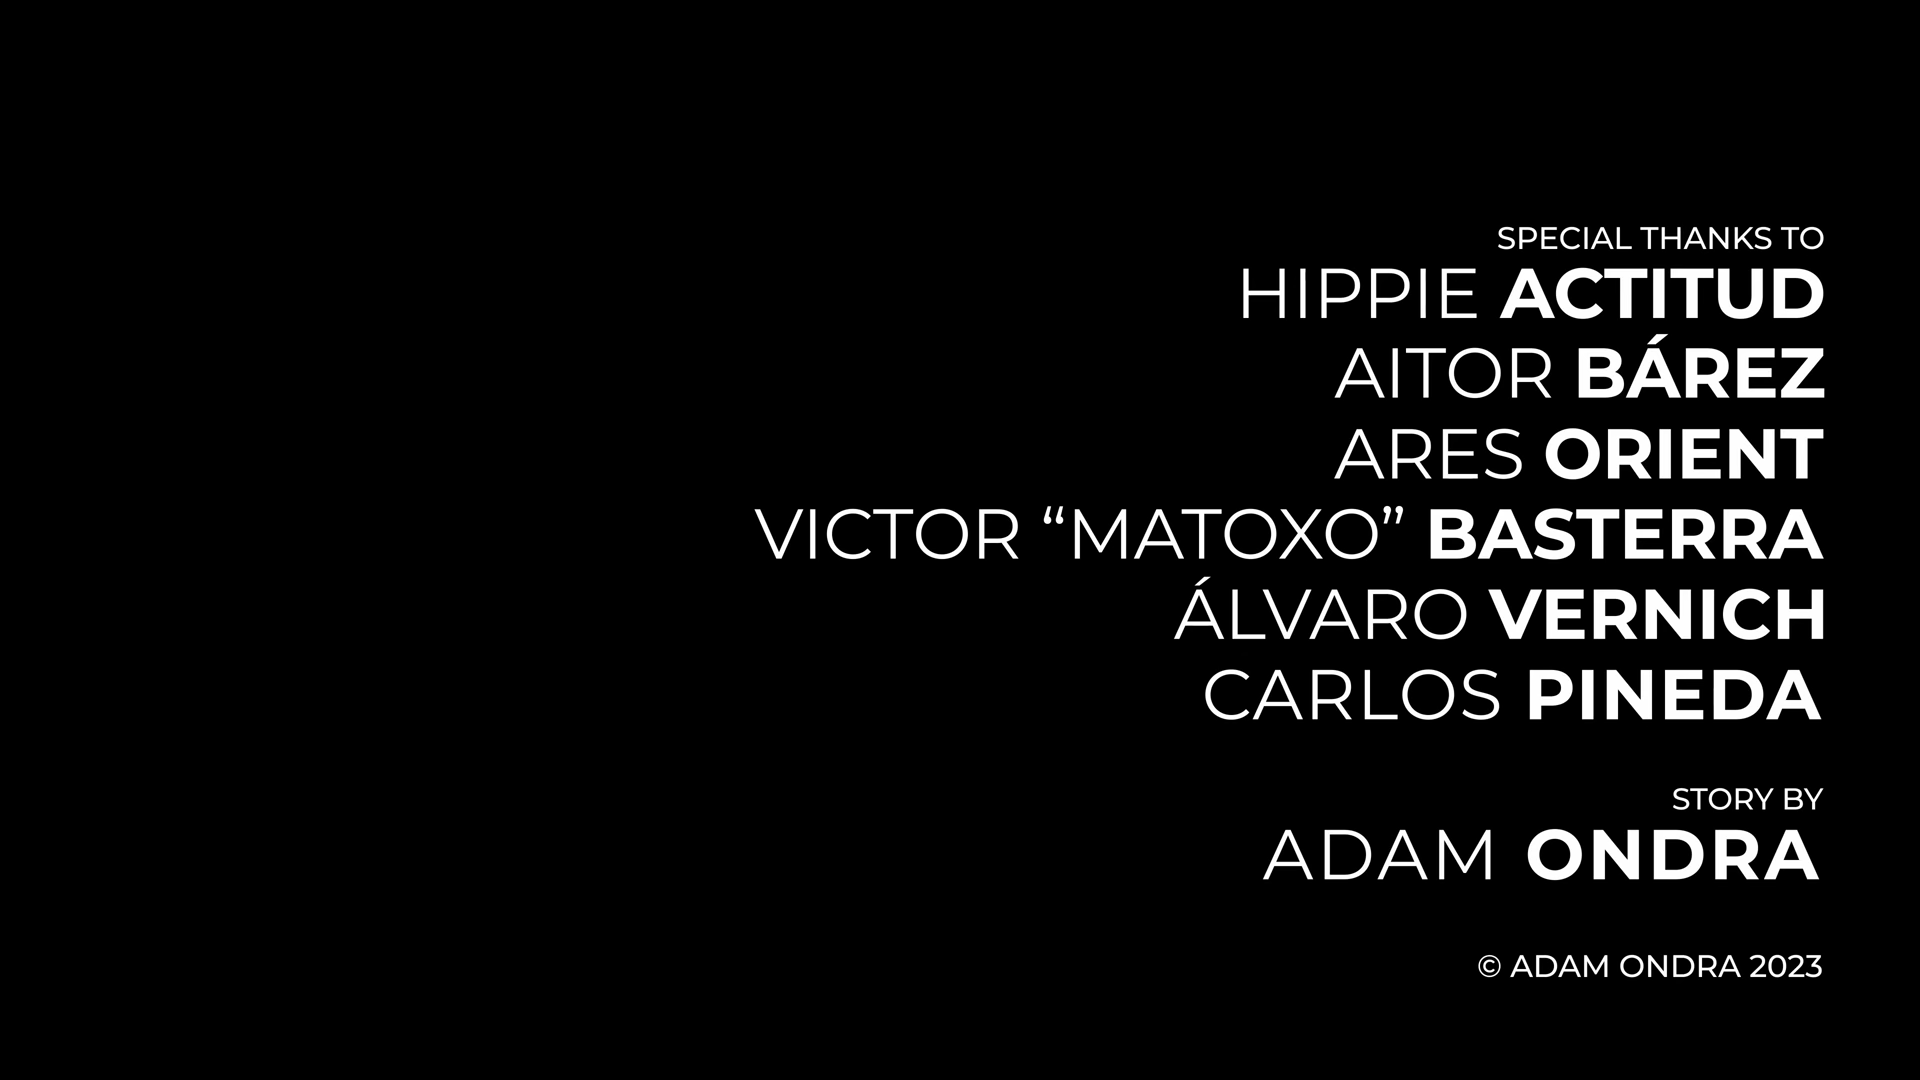 SPECIAL THANKS TO
HIPPIE ACTITUD
AITOR BÁREZ
ARES ORIENT
VICTOR “MATOXO” BASTERRA
ÁLVARO VERNICH
CARLOS PINEDA
STORY BY
ADAM ONDRA
© ADAM ONDRA 2023